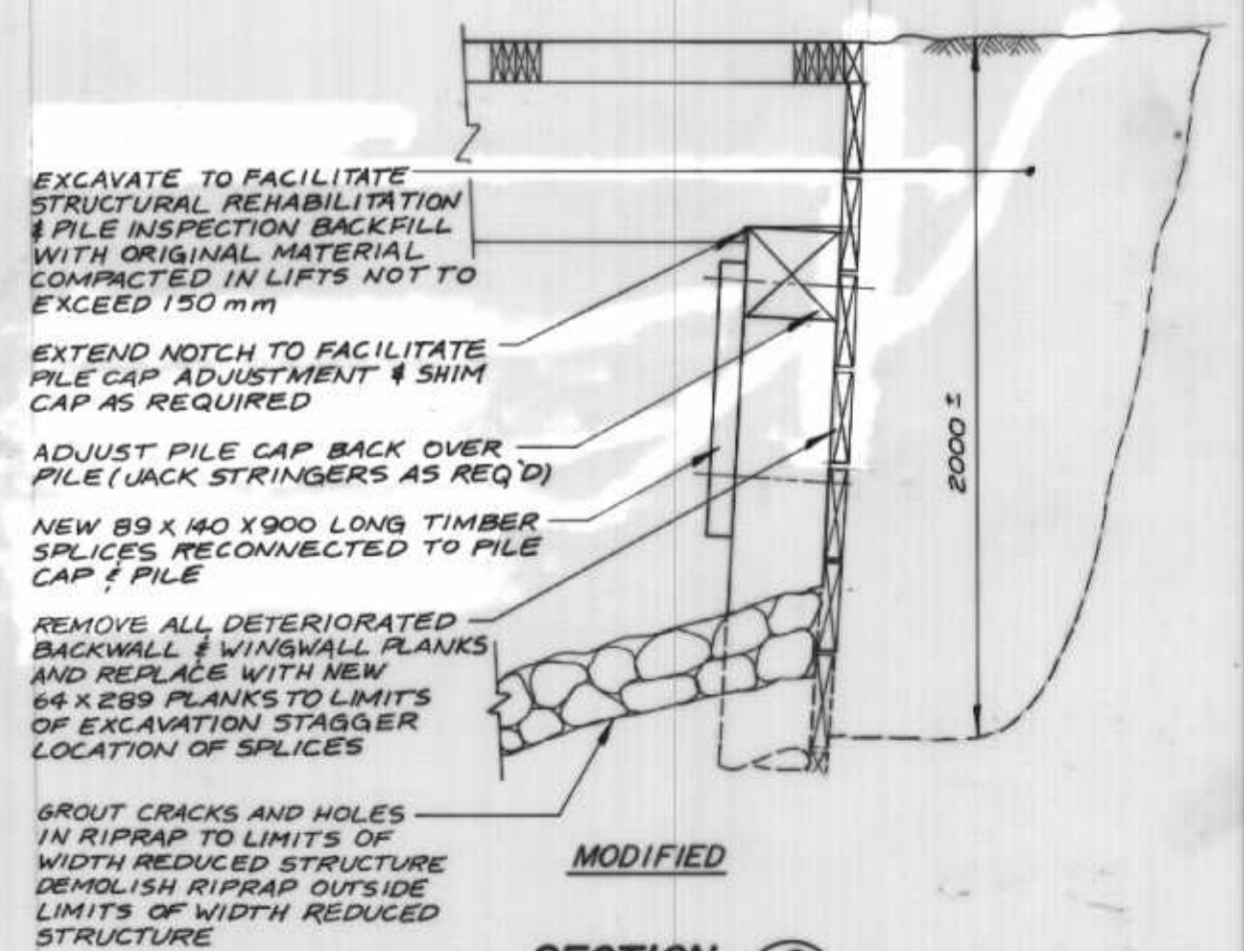 EXCAVATE TO FACILITATE
STRUCTURAL REHABILITATION
& PILE INSPECTION BACKFILL
WITH ORIGINAL MATERIAL
COMPACTED IN LIFTS NOT TO
EXCEED 150 mm
EXTEND NOTCH TO FACILITATE
PILE CAP ADJUSTMENT & SHIM
CAP AS REQUIRED
ADJUST PILE CAP BACK OVER
PILE (JACK STRINGERS AS REQ'D)
NEW 89 X 140 X 900 LONG TIMBER
SPLICES RECONNECTED TO PILE
CAP & PILE
REMOVE ALL DETERIORATED
BACKWALL & WINGWALL PLANKS
AND REPLACE WITH NEW
64 X 289 PLANKS TO LIMITS
OF EXCAVATION STAGGER
LOCATION OF SPLICES
GROUT CRACKS AND HOLES
IN RIPRAP TO LIMITS OF
WIDTH REDUCED STRUCTURE
DEMOLISH RIPRAP OUTSIDE
LIMITS OF WIDTH REDUCED
STRUCTURE
2000 ±
MODIFIED
SECTION